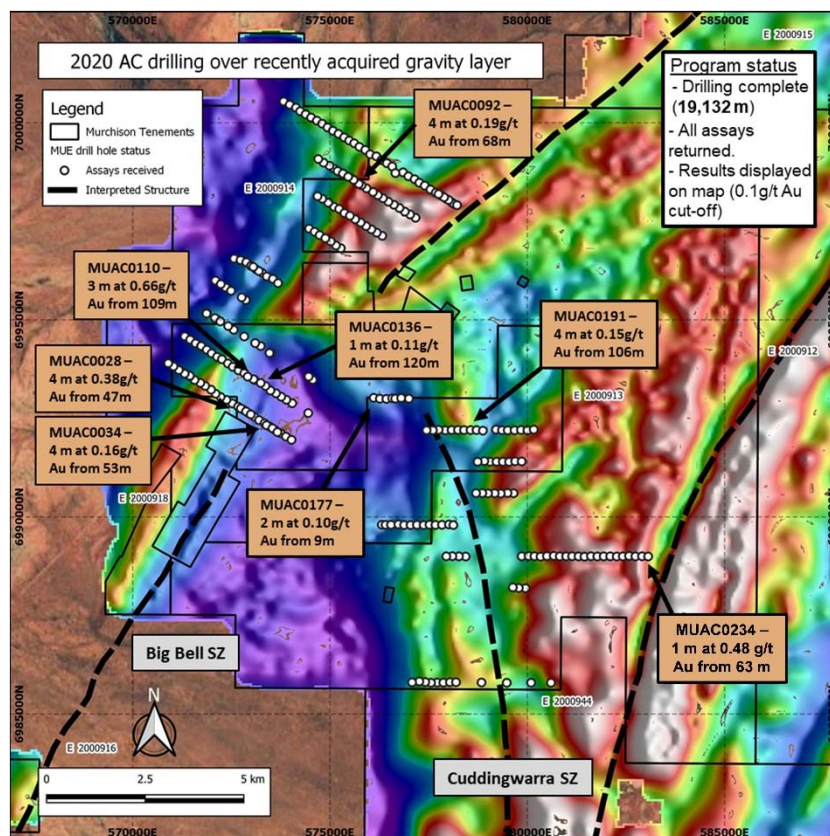 570000E
575000E
580000E
585000E
2020 AC drilling over recently acquired gravity layer
E 2000915
Program status
- Drilling complete
(19,132 m)
- All assays
returned.
- Results displayed
on map (0.1g/t Au
cut-off)
Legend
Murchison Tenements
MUE drill hole status
Assays received
Interpreted Structure
MUAC0092 –
4 m at 0.19g/t
Au from 68m
7000000N
7000000N
E 2000914
MUAC0110 –
3 m at 0.66g/t
Au from 109m
MUAC0136 –
1 m at 0.11g/t
Au from 120m
MUAC0191 –
4 m at 0.15g/t
Au from 106m
6995000N
6995000N
E 2000912
MUAC0028 –
4 m at 0.38g/t
Au from 47m
E 2000913
MUAC0034 –
4 m at 0.16g/t
Au from 53m
E 2000918
MUAC0177 –
2 m at 0.10g/t
Au from 9m
6990000N
6990000N
MUAC0234 –
1 m at 0.48 g/t
Au from 63 m
Big Bell SZ
N
E 2000944
6985000N
6985000N
E 2000916
0
2.5
5 km
Cuddingwarra SZ
570000E
575000E
580000E
585000E